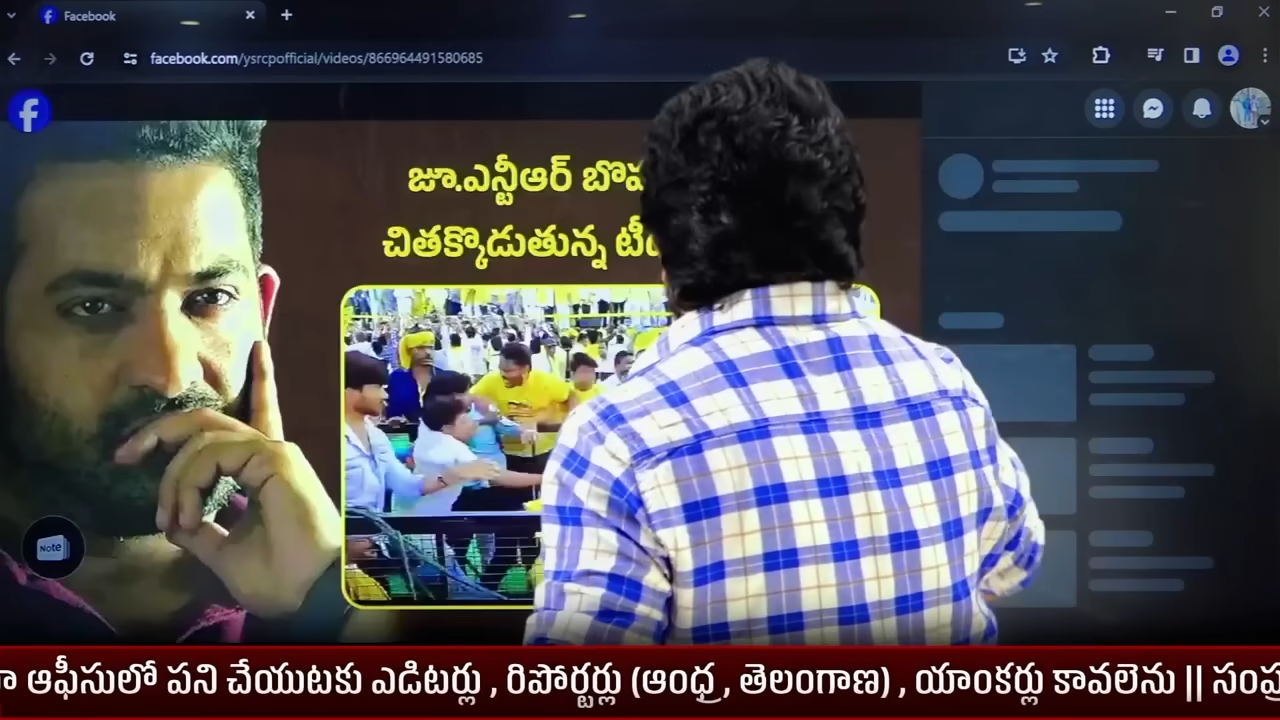 Facebook
facebook.com/ysrcpofficial/videos/866964491580685
జూ.ఎన్టీఆర్
చితక్కొడుతున్న
Note
ఆఫీసులో పని చేయుటకు ఎడిటర్లు , రిపోర్టర్లు (ఆంధ్ర , తెలంగాణ) , యాంకర్లు కావలెను ||